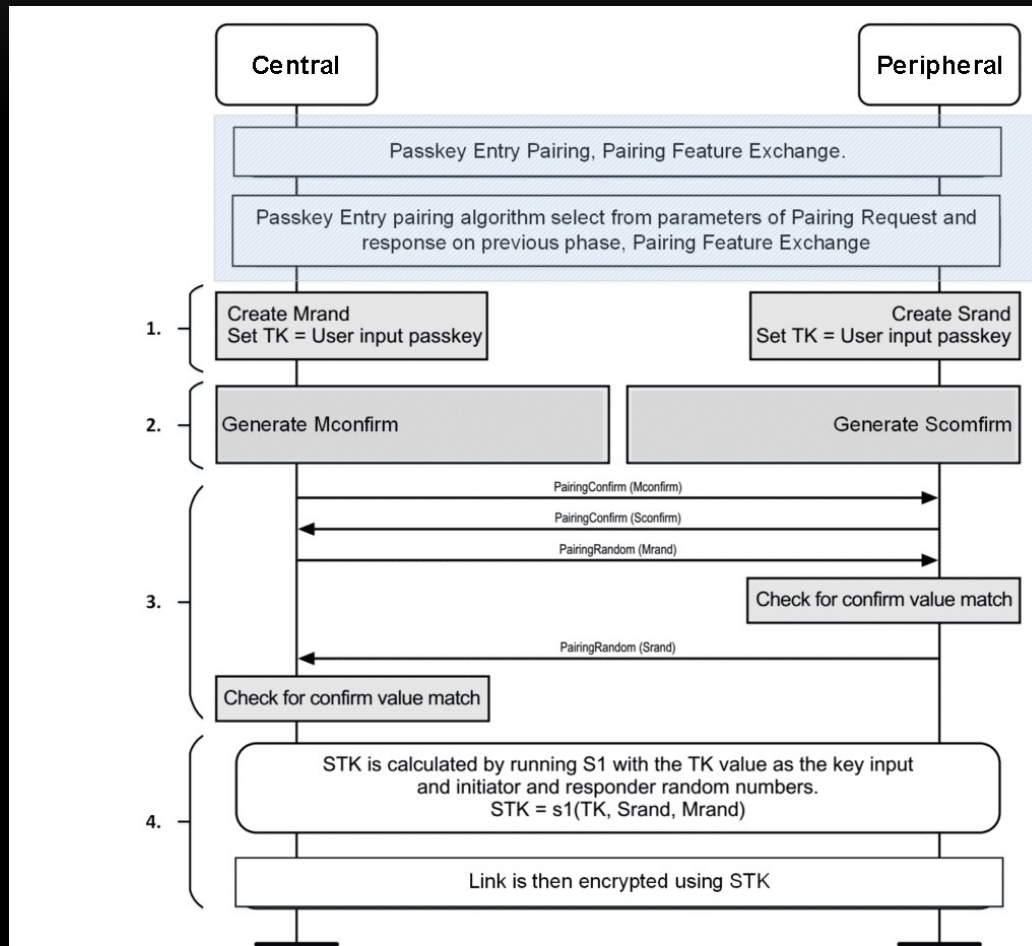 Central
Peripheral
Passkey Entry Pairing, Pairing Feature Exchange.
Passkey Entry pairing algorithm select from parameters of Pairing Request and
response on previous phase, Pairing Feature Exchange
1.
Create Mrand
Set TK = User input passkey
Create Srand
Set TK = User input passkey
2.
Generate Mconfirm
Generate Scomfirm
PairingConfirm (Mconfirm)
PairingConfirm (Sconfirm)
PairingRandom (Mrand)
3.
Check for confirm value match
PairingRandom (Srand)
Check for confirm value match
4.
STK is calculated by running S1 with the TK value as the key input
and initiator and responder random numbers.
STK = s1(TK, Srand, Mrand)
Link is then encrypted using STK